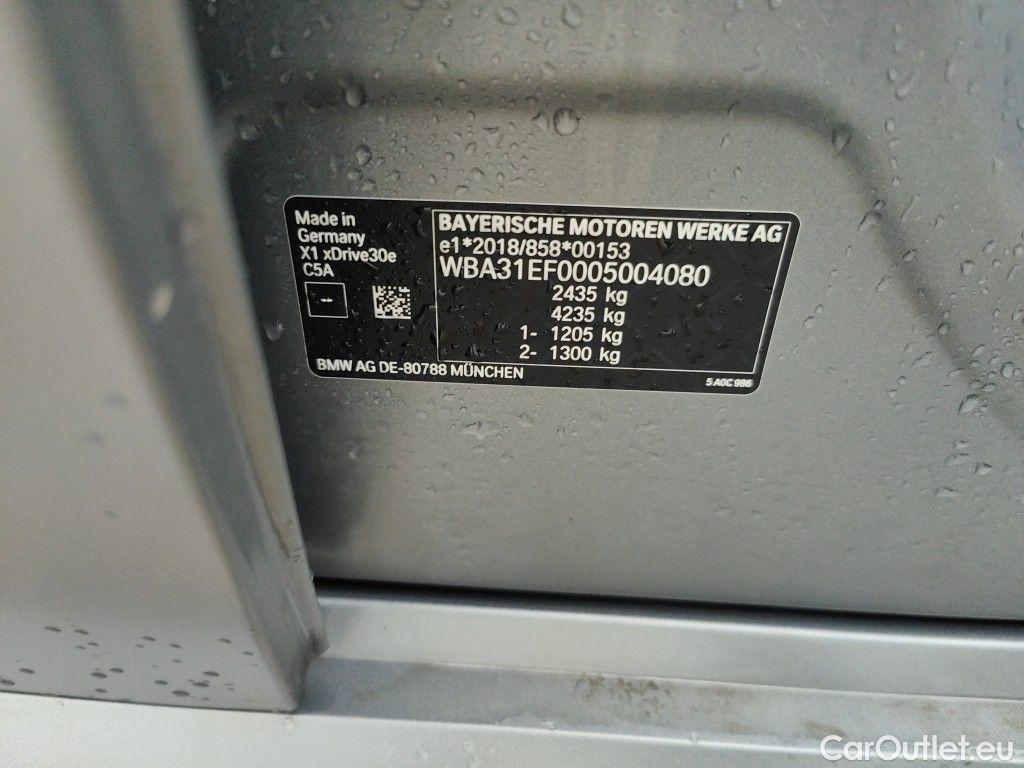 Made in
Germany
X1 xDrive30e
C5A
--
BAYERISCHE MOTOREN WERKE AG
e1*2018/858*00153
WBA31EF0005004080
2435 kg
4235 kg
1- 1205 kg
2- 1300 kg
BMW AG DE-80788 MÜNCHEN
5 A0C 986
CarOutlet.eu